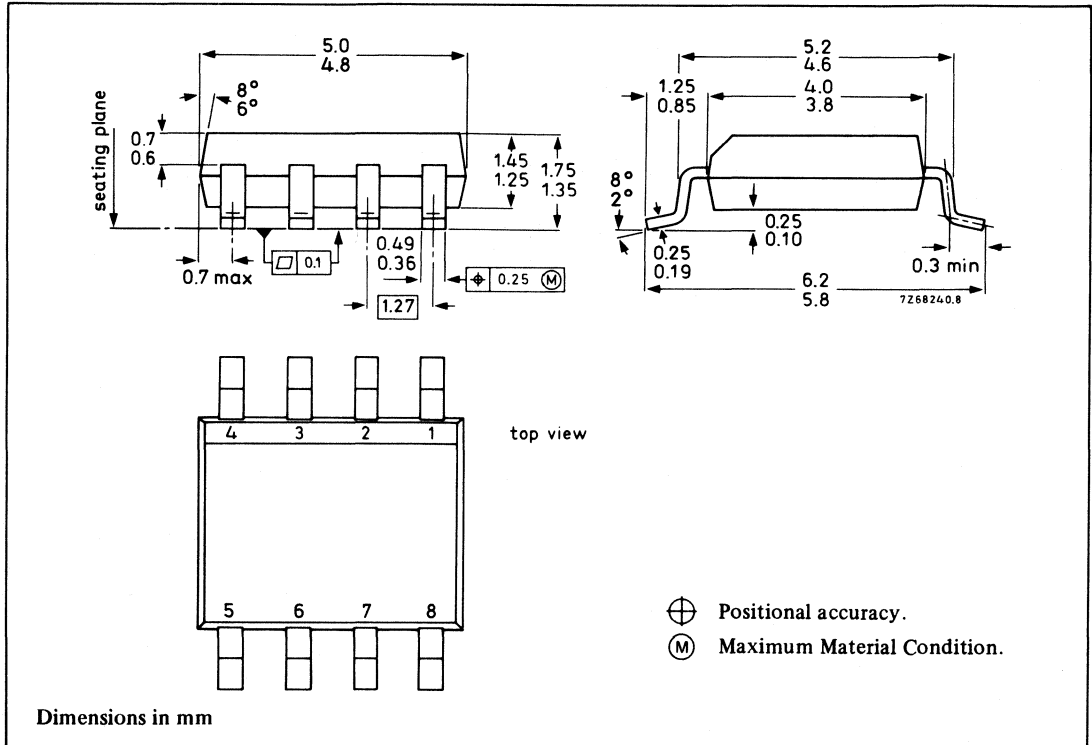 5.0
4.8
8°
6°
seating plane
0.7
0.6
1.45
1.25
1.75
1.35
0.7 max
0.1
0.49
0.36
0.25 Ⓜ
1.27
5.2
4.6
1.25
0.85
4.0
3.8
8°
2°
0.25
0.10
0.25
0.19
0.3 min
6.2
5.8
7Z68240.8
4 3 2 1
top view
5 6 7 8
Positional accuracy.
Ⓜ Maximum Material Condition.
Dimensions in mm